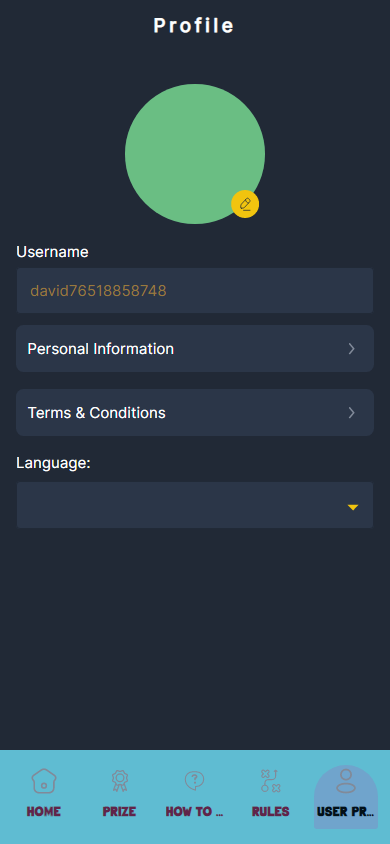 Profile
Username
david76518858748
Personal Information
Terms & Conditions
Language:
HOME
PRIZE
HOW TO ...
RULES
USER PR...